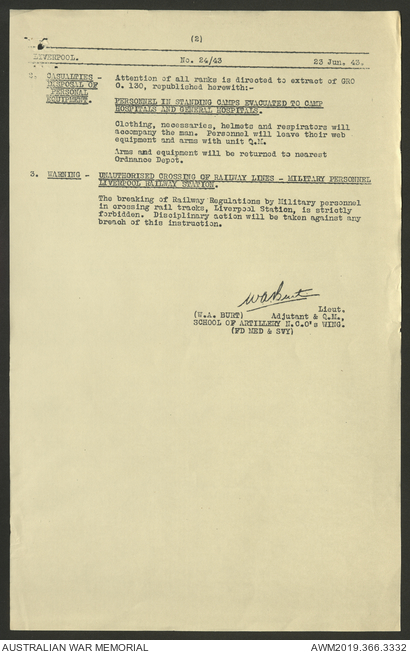 (2)
LIVERPOOL. No. 24/43 23 Jun. 43.
2. CASUALTIES - Attention of all ranks is directed to extract of GRO
DISPOSAL OF O. 130, republished herewith:-
PERSONAL
EQUIPMENT. PERSONNEL IN STANDING CAMPS EVACUATED TO CAMP
HOSPITALS AND GENERAL HOSPITALS.
Clothing, necessaries, helmets and respirators will
accompany the man. Personnel will leave their web
equipment and arms with unit Q.M.
Arms and equipment will be returned to nearest
Ordnance Depot.
3. WARNING - UNAUTHORISED CROSSING OF RAILWAY LINES - MILITARY PERSONNEL
LIVERPOOL RAILWAY STATION.
The breaking of Railway Regulations by Military personnel
in crossing rail tracks, Liverpool Station, is strictly
forbidden. Disciplinary action will be taken against any
breach of this instruction.
WABurt
Lieut.
(W.A. BURT) Adjutant & Q.M.,
SCHOOL OF ARTILLERY N.C.O's WING.
(FD MED & SVY)
AUSTRALIAN WAR MEMORIAL AWM2019.366.3332